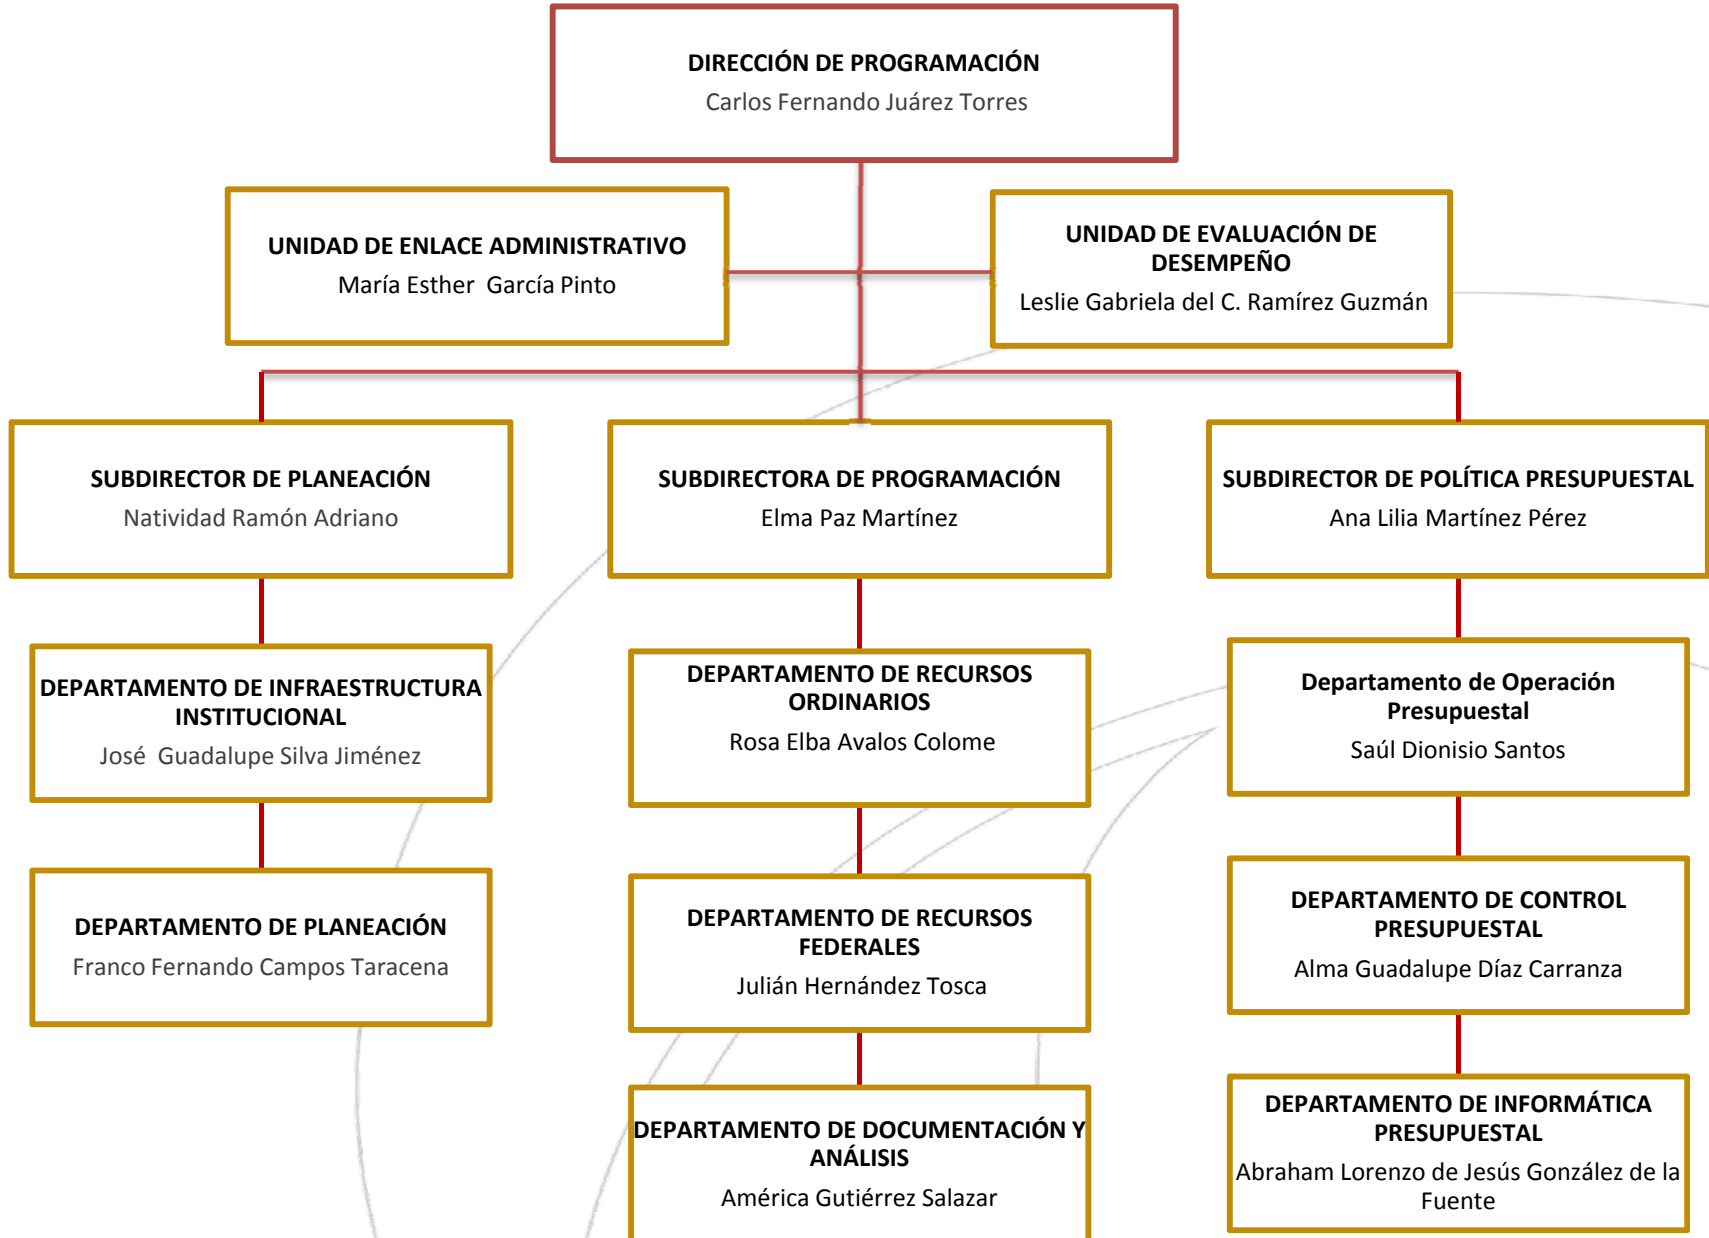 DIRECCIÓN DE PROGRAMACIÓN
Carlos Fernando Juárez Torres
UNIDAD DE ENLACE ADMINISTRATIVO
María Esther  García Pinto
UNIDAD DE EVALUACIÓN DE
DESEMPEÑO
Leslie Gabriela del C. Ramírez Guzmán
SUBDIRECTOR DE PLANEACIÓN
Natividad Ramón Adriano
SUBDIRECTORA DE PROGRAMACIÓN
Elma Paz Martínez
SUBDIRECTOR DE POLÍTICA PRESUPUESTAL
Ana Lilia Martínez Pérez
DEPARTAMENTO DE INFRAESTRUCTURA
INSTITUCIONAL
José  Guadalupe Silva Jiménez
DEPARTAMENTO DE RECURSOS
ORDINARIOS
Rosa Elba Avalos Colome
Departamento de Operación
Presupuestal
Saúl Dionisio Santos
DEPARTAMENTO DE PLANEACIÓN
Franco Fernando Campos Taracena
DEPARTAMENTO DE RECURSOS
FEDERALES
Julián Hernández Tosca
DEPARTAMENTO DE CONTROL
PRESUPUESTAL
Alma Guadalupe Díaz Carranza
DEPARTAMENTO DE DOCUMENTACIÓN Y
ANÁLISIS
América Gutiérrez Salazar
DEPARTAMENTO DE INFORMÁTICA
PRESUPUESTAL
Abraham Lorenzo de Jesús González de la
Fuente